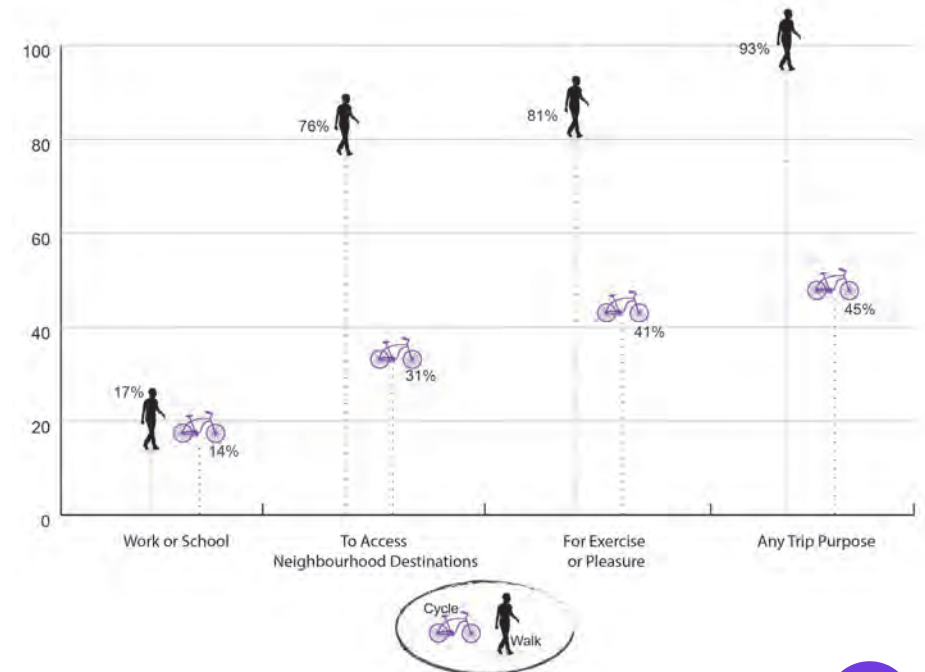 100
93%
81%
76%
80
60
45%
41%
40
31%
17%
20
14%
0
Work or School
To Access
Neighbourhood Destinations
For Exercise
or Pleasure
Any Trip Purpose
Cycle
Walk